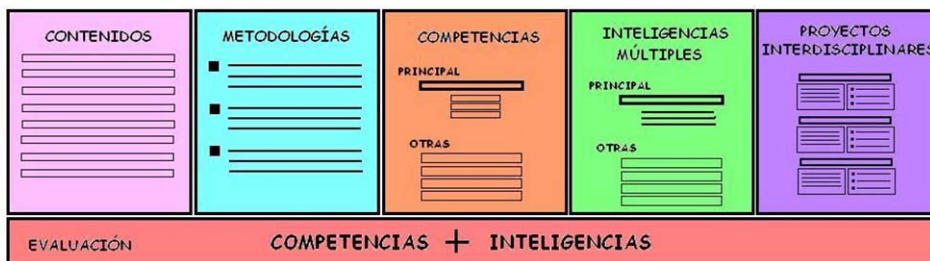 CONTENIDOS
METODOLOGÍAS
COMPETENCIAS
PRINCIPAL
OTRAS
INTELIGENCIAS
MÚLTIPLES
PRINCIPAL
OTRAS
PROYECTOS
INTERDISCIPLINARES
EVALUACIÓN COMPETENCIAS + INTELIGENCIAS